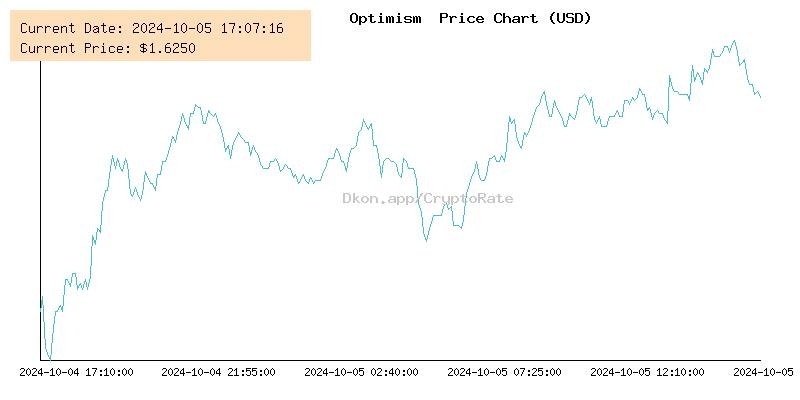 Optimism  Price Chart (USD)
Current Date: 2024-10-05 17:07:16
Current Price: $1.6250
Dkon.app/CryptoRate
2024-10-04 17:10:00 2024-10-04 21:55:00 2024-10-05 02:40:00 2024-10-05 07:25:00 2024-10-05 12:10:00 2024-10-05